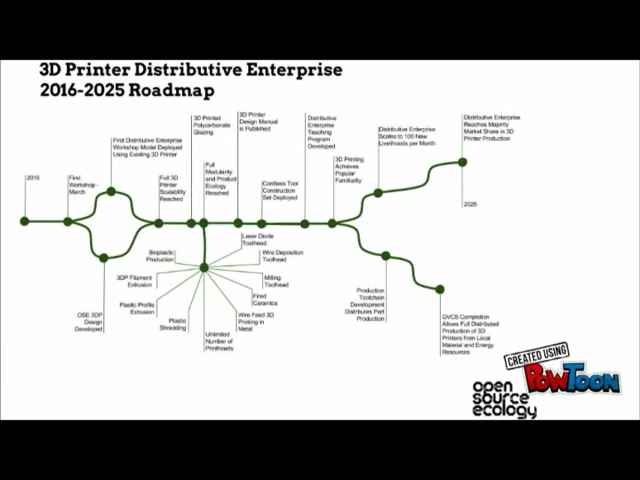 3D Printer Distributive Enterprise
2016-2025 Roadmap
2016
First
Workshop -
March
First Distributive Enterprise
Workshop Model Deployed
Using Existing 3D Printer
OSE 3DP
Design
Developed
Full 3D
Printer
Scalability
Reached
3D Printed
Polycarbonate
Glazing
Full
Modularity
and Product
Ecology
Reached
3D Printer
Design Manual
is Published
Cordless Tool
Construction
Set Deployed
Distributive
Enterprise
Teaching
Program
Developed
3D Printing
Achieves
Popular
Familiarity
Distributive Enterprise
Scales to 100 New
Livelihoods per Month
Distributive Enterprise
Reaches Majority
Market Share in 3D
Printer Production
2025
Bioplastic
Production
3DP Filament
Extrusion
Plastic Profile
Extrusion
Plastic
Shredding
Unlimited
Number of
Printheads
Laser Diode
Toolhead
Wire Deposition
Toolhead
Milling
Toolhead
Fired
Ceramics
Wire Feed 3D
Printing in
Metal
Production
Toolchain
Development
Distributes Part
Production
GVCS Completion
Allows Full Distributed
Production of 3D
Printers from Local
Material and Energy
Resources
CREATED USING
POWTOON
open
source
ecology